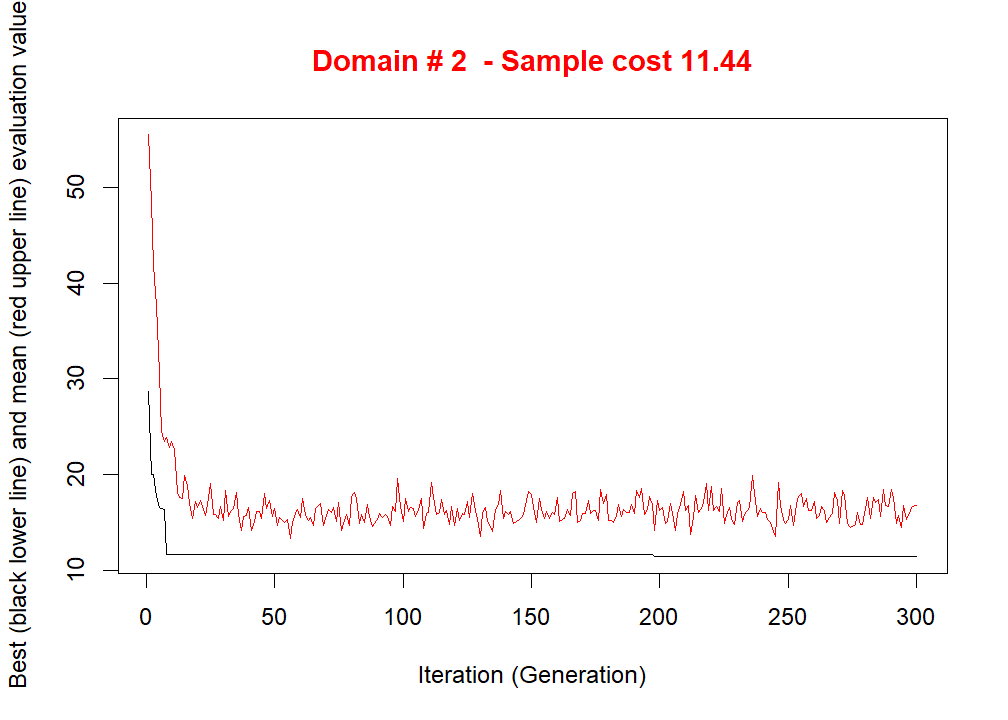 Domain # 2  - Sample cost 11.44
Best (black lower line) and mean (red upper line) evaluation value
50
40
30
20
10
0 50 100 150 200 250 300
Iteration (Generation)